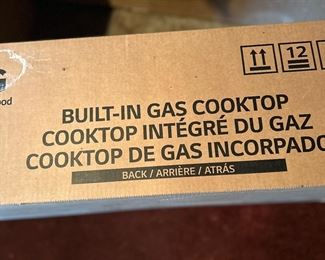 12
ood
BUILT-IN GAS COOKTOP
COOKTOP INTÉGRÉ DU GAZ
COOKTOP DE GAS INCORPADO
BACK / ARRIÈRE / ATRÁS